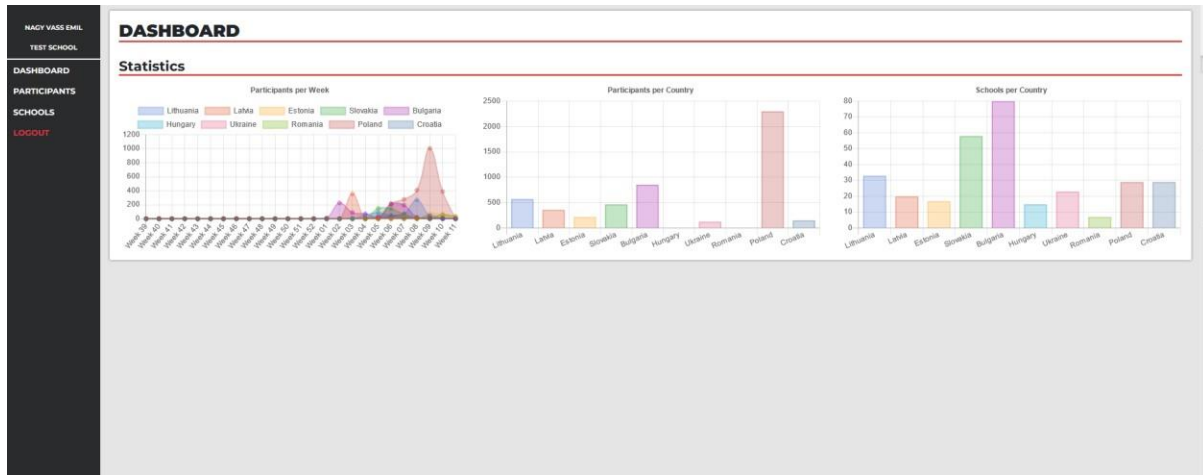 NAGY VASS EMIL
TEST SCHOOL
DASHBOARD
PARTICIPANTS
SCHOOLS
LOGOUT
DASHBOARD
Statistics
Participants per Week
Lithuania Latvia Estonia Slovakia Bulgaria
Hungary Ukraine Romania Poland Croatia
1200
1000
800
600
400
200
0
Week 39 Week 40 Week 41 Week 42 Week 43 Week 44 Week 45 Week 46 Week 47 Week 48 Week 49 Week 50 Week 51 Week 52 Week 01 Week 02 Week 03 Week 04 Week 05 Week 06 Week 07 Week 08 Week 09 Week 10 Week 11
Participants per Country
2500
2000
1500
1000
500
0
Lithuania Latvia Estonia Slovakia Bulgaria Hungary Ukraine Romania Poland Croatia
Schools per Country
80
70
60
50
40
30
20
10
0
Lithuania Latvia Estonia Slovakia Bulgaria Hungary Ukraine Romania Poland Croatia